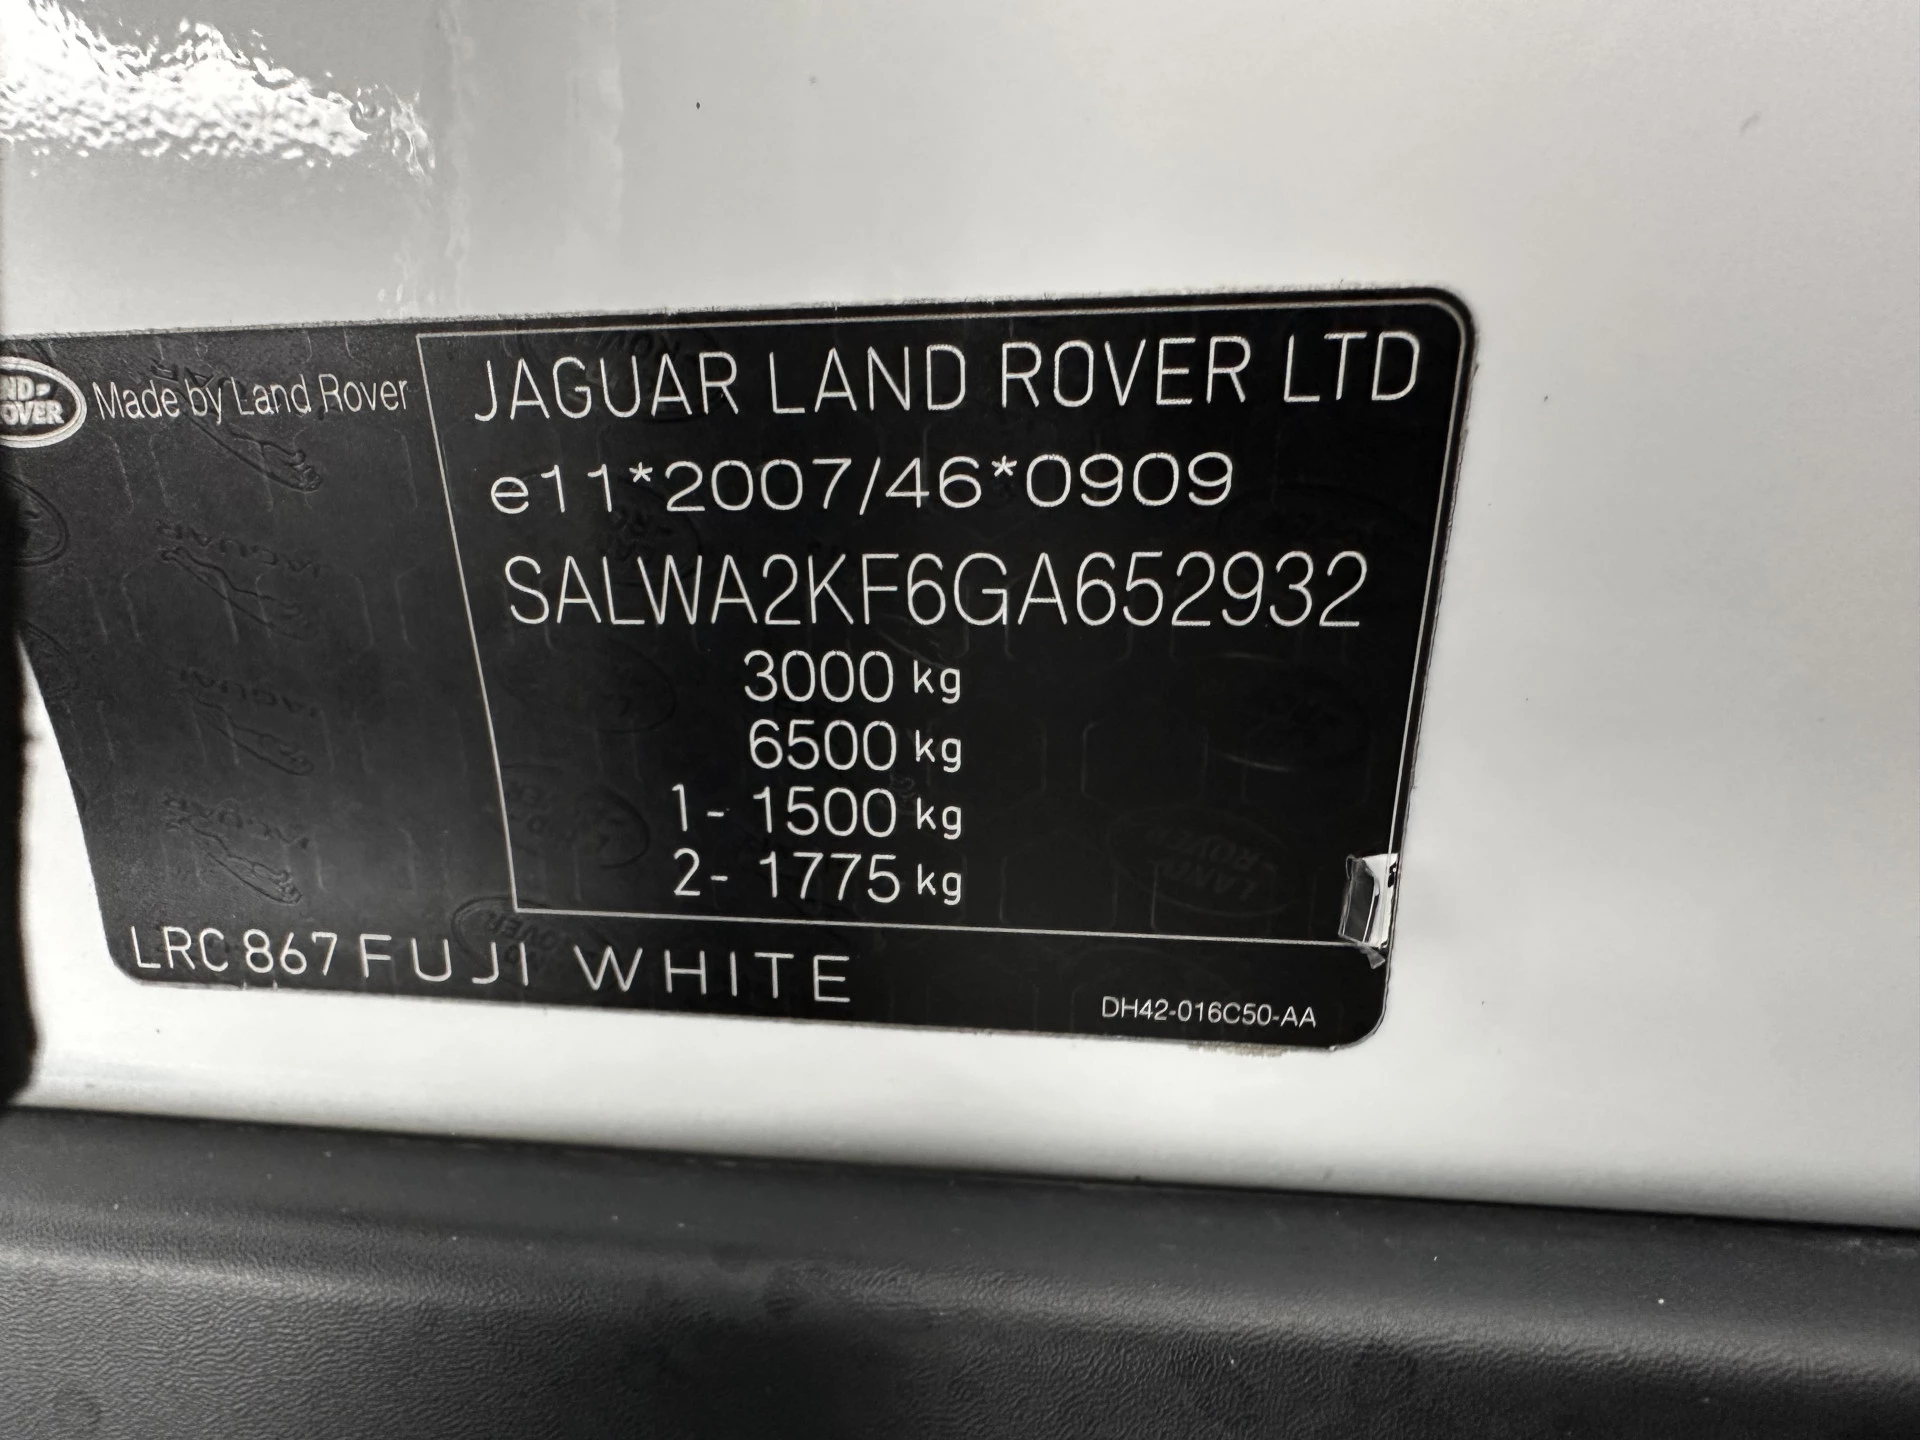 JAGUAR LAND ROVER LTD
Made by Land Rover
e11*2007/46*0909
SALWA2KF6GA652932
3000 kg
6500 kg
1- 1500 kg
2- 1775 kg
LRC 867 FUJI WHITE
DH42-016C50-AA